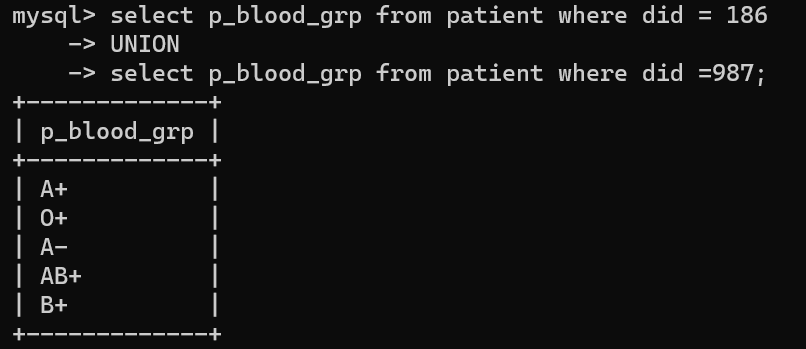 mysql> select p_blood_grp from patient where did = 186
    -> UNION
    -> select p_blood_grp from patient where did =987;
+-------------+
| p_blood_grp |
+-------------+
| A+          |
| O+          |
| A-          |
| AB+         |
| B+          |
+-------------+